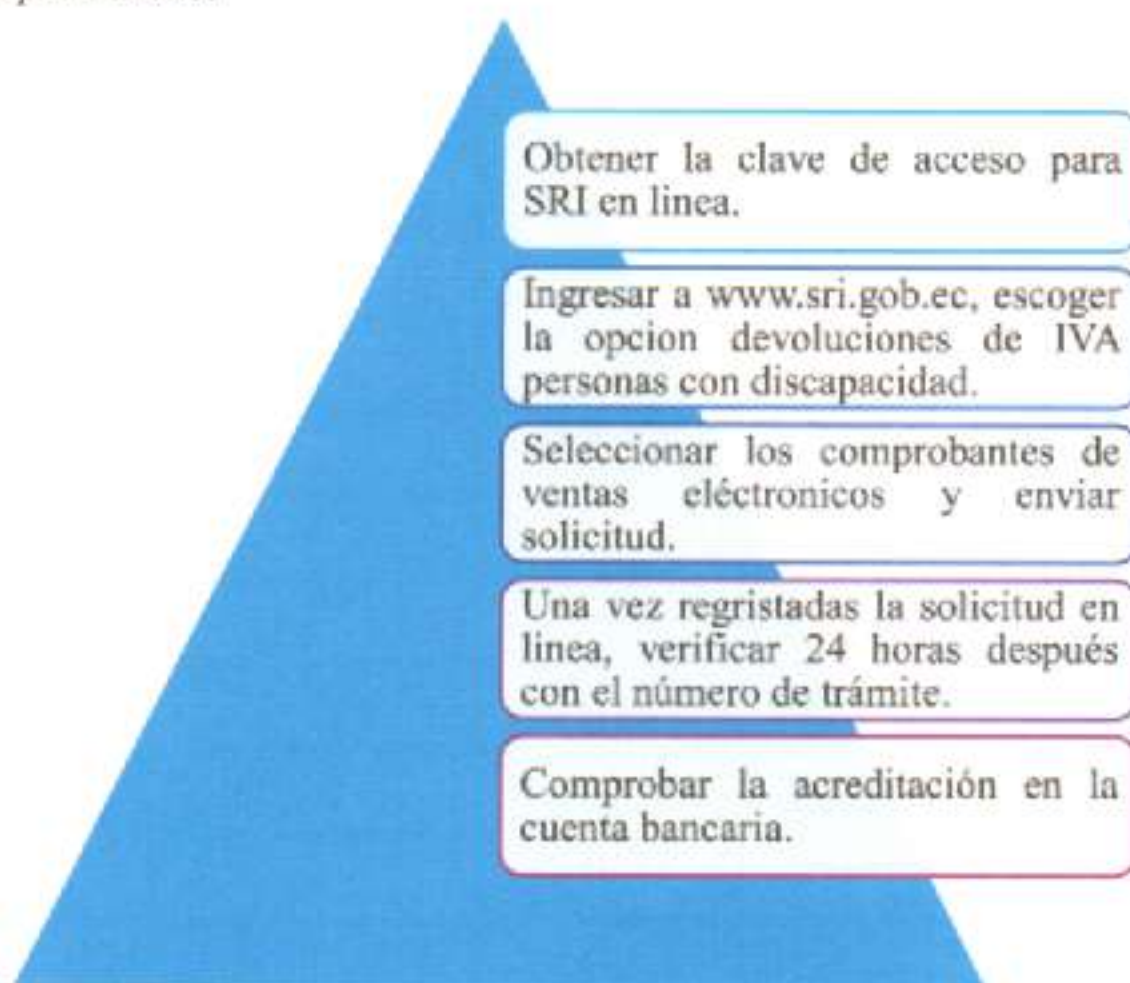 Obtener la clave de acceso para
SRI en linea.
Ingresar a www.sri.gob.ec, escoger
la opcion devoluciones de IVA
personas con discapacidad.
Seleccionar los comprobantes de
ventas eléctronicos y enviar
solicitud.
Una vez regristadas la solicitud en
linea, verificar 24 horas después
con el número de trámite.
Comprobar la acreditación en la
cuenta bancaria.